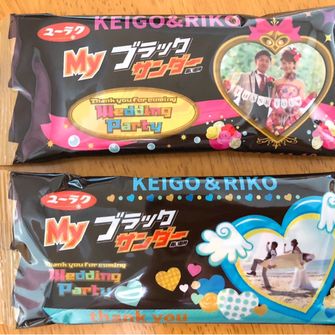 KEIGO&RIKO
ユーラク
My ブラック
サンダー
Thank you for coming
Wedding
Party
KEIGO & RIKO
ユーラク
My ブラック
サンダー
Thank you for coming
Wedding
Party
thank you